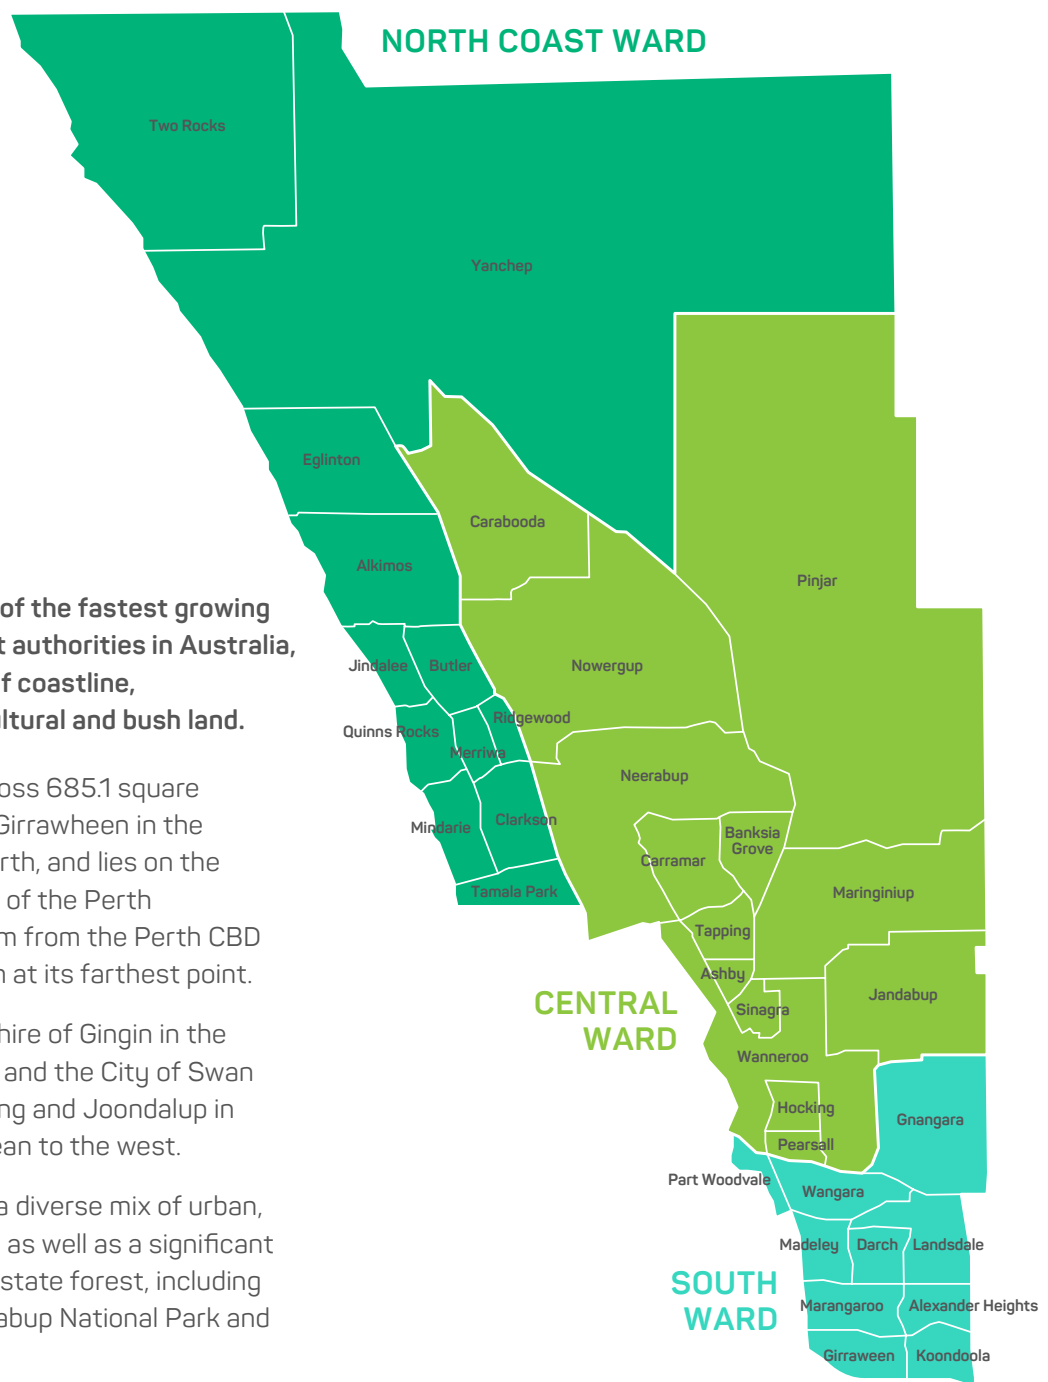 NORTH COAST WARD
Two Rocks
Yanchep
Eglinton
Carabooda
Alkimos
Pinjar
of the fastest growing
t authorities in Australia,
f coastline,
ultural and bush land.
Jindalee
Butler
Nowergup
Quinns Rocks
Ridgewood
Merriwa
Neerabup
Mindarie
Clarkson
Carramar
Banksia
Grove
Tamala Park
Maringiniup
Tapping
Ashby
Sinagra
Jandabup
CENTRAL
WARD
Wanneroo
Hocking
Pearsall
Gnangara
oss 685.1 square
Girrawheen in the
rth, and lies on the
of the Perth
m from the Perth CBD
n at its farthest point.
hire of Gingin in the
and the City of Swan
ng and Joondalup in
ean to the west.
a diverse mix of urban,
as well as a significant
state forest, including
abup National Park and
Part Woodvale
Wangara
Madeley
Darch
Landsdale
SOUTH
WARD
Marangaroo
Alexander Heights
Girraween
Koondoola